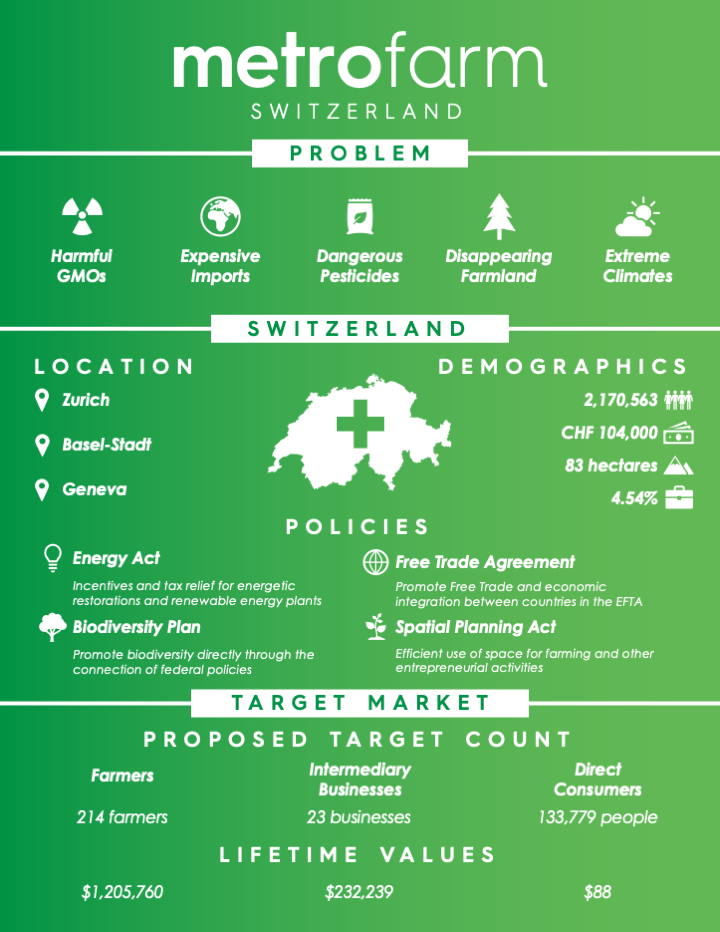 metrofarm
SWITZERLAND
PROBLEM
Harmful
GMOs
Expensive
Imports
Dangerous
Pesticides
Disappearing
Farmland
Extreme
Climates
SWITZERLAND
LOCATION
Zurich
Basel-Stadt
Geneva
DEMOGRAPHICS
2,170,563
CHF 104,000
83 hectares
4.54%
POLICIES
Energy Act
Incentives and tax relief for energetic
restorations and renewable energy plants
Free Trade Agreement
Promote Free Trade and economic
integration between countries in the EFTA
Biodiversity Plan
Promote biodiversity directly through the
connection of federal policies
Spatial Planning Act
Efficient use of space for farming and other
entrepreneurial activities
TARGET MARKET
PROPOSED TARGET COUNT
Farmers
214 farmers
Intermediary
Businesses
23 businesses
Direct
Consumers
133,779 people
LIFETIME VALUES
$1,205,760
$232,239
$88